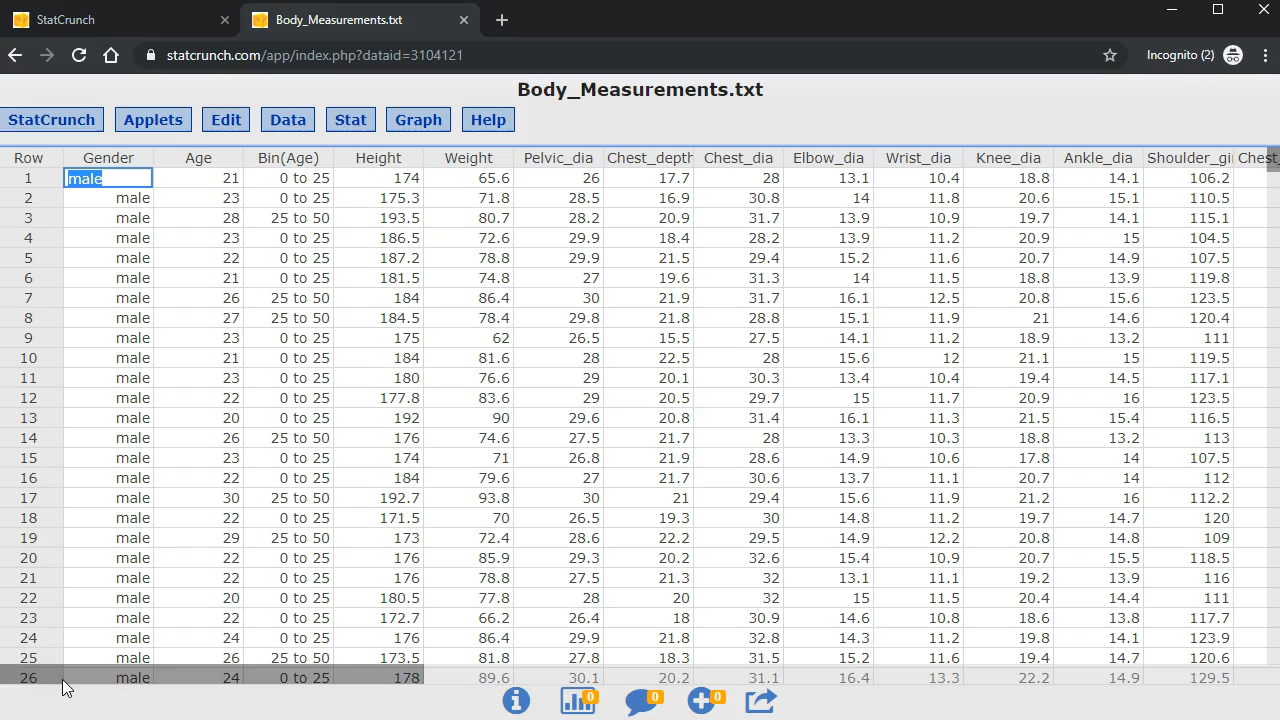 StatCrunch
Body_Measurements.txt
statcrunch.com/app/index.php?dataid=3104121
Incognito (2)
Body_Measurements.txt
StatCrunch Applets Edit Data Stat Graph Help
Row Gender Age Bin(Age) Height Weight Pelvic_dia Chest_depth Chest_dia Elbow_dia Wrist_dia Knee_dia Ankle_dia Shoulder_gi Chest_
1 male 21 0 to 25 174 65.6 26 17.7 28 13.1 10.4 18.8 14.1 106.2
2 male 23 0 to 25 175.3 71.8 28.5 16.9 30.8 14 11.8 20.6 15.1 110.5
3 male 28 25 to 50 193.5 80.7 28.2 20.9 31.7 13.9 10.9 19.7 14.1 115.1
4 male 23 0 to 25 186.5 72.6 29.9 18.4 28.2 13.9 11.2 20.9 15 104.5
5 male 22 0 to 25 187.2 78.8 29.9 21.5 29.4 15.2 11.6 20.7 14.9 107.5
6 male 21 0 to 25 181.5 74.8 27 19.6 31.3 14 11.5 18.8 13.9 119.8
7 male 26 25 to 50 184 86.4 30 21.9 31.7 16.1 12.5 20.8 15.6 123.5
8 male 27 25 to 50 184.5 78.4 29.8 21.8 28.8 15.1 11.9 21 14.6 120.4
9 male 23 0 to 25 175 62 26.5 15.5 27.5 14.1 11.2 18.9 13.2 111
10 male 21 0 to 25 184 81.6 28 22.5 28 15.6 12 21.1 15 119.5
11 male 23 0 to 25 180 76.6 29 20.1 30.3 13.4 10.4 19.4 14.5 117.1
12 male 22 0 to 25 177.8 83.6 29 20.5 29.7 15 11.7 20.9 16 123.5
13 male 20 0 to 25 192 90 29.6 20.8 31.4 16.1 11.3 21.5 15.4 116.5
14 male 26 25 to 50 176 74.6 27.5 21.7 28 13.3 10.3 18.8 13.2 113
15 male 23 0 to 25 174 71 26.8 21.9 28.6 14.9 10.6 17.8 14 107.5
16 male 22 0 to 25 184 79.6 27 21.7 30.6 13.7 11.1 20.7 14 112
17 male 30 25 to 50 192.7 93.8 30 21 29.4 15.6 11.9 21.2 16 112.2
18 male 22 0 to 25 171.5 70 26.5 19.3 30 14.8 11.2 19.7 14.7 120
19 male 29 25 to 50 173 72.4 28.6 22.2 29.5 14.9 12.2 20.8 14.8 109
20 male 22 0 to 25 176 85.9 29.3 20.2 32.6 15.4 10.9 20.7 15.5 118.5
21 male 22 0 to 25 176 78.8 27.5 21.3 32 13.1 11.1 19.2 13.9 116
22 male 20 0 to 25 180.5 77.8 28 20 32 15 11.5 20.4 14.4 111
23 male 22 0 to 25 172.7 66.2 26.4 18 30.9 14.6 10.8 18.6 13.8 117.7
24 male 24 0 to 25 176 86.4 29.9 21.8 32.8 14.3 11.2 19.8 14.1 123.9
25 male 26 25 to 50 173.5 81.8 27.8 18.3 31.5 15.2 11.6 19.4 14.7 120.6
26 male 24 0 to 25 178 89.6 30.1 20.2 31.1 16.4 13.3 22.2 14.9 129.5
0 0 0